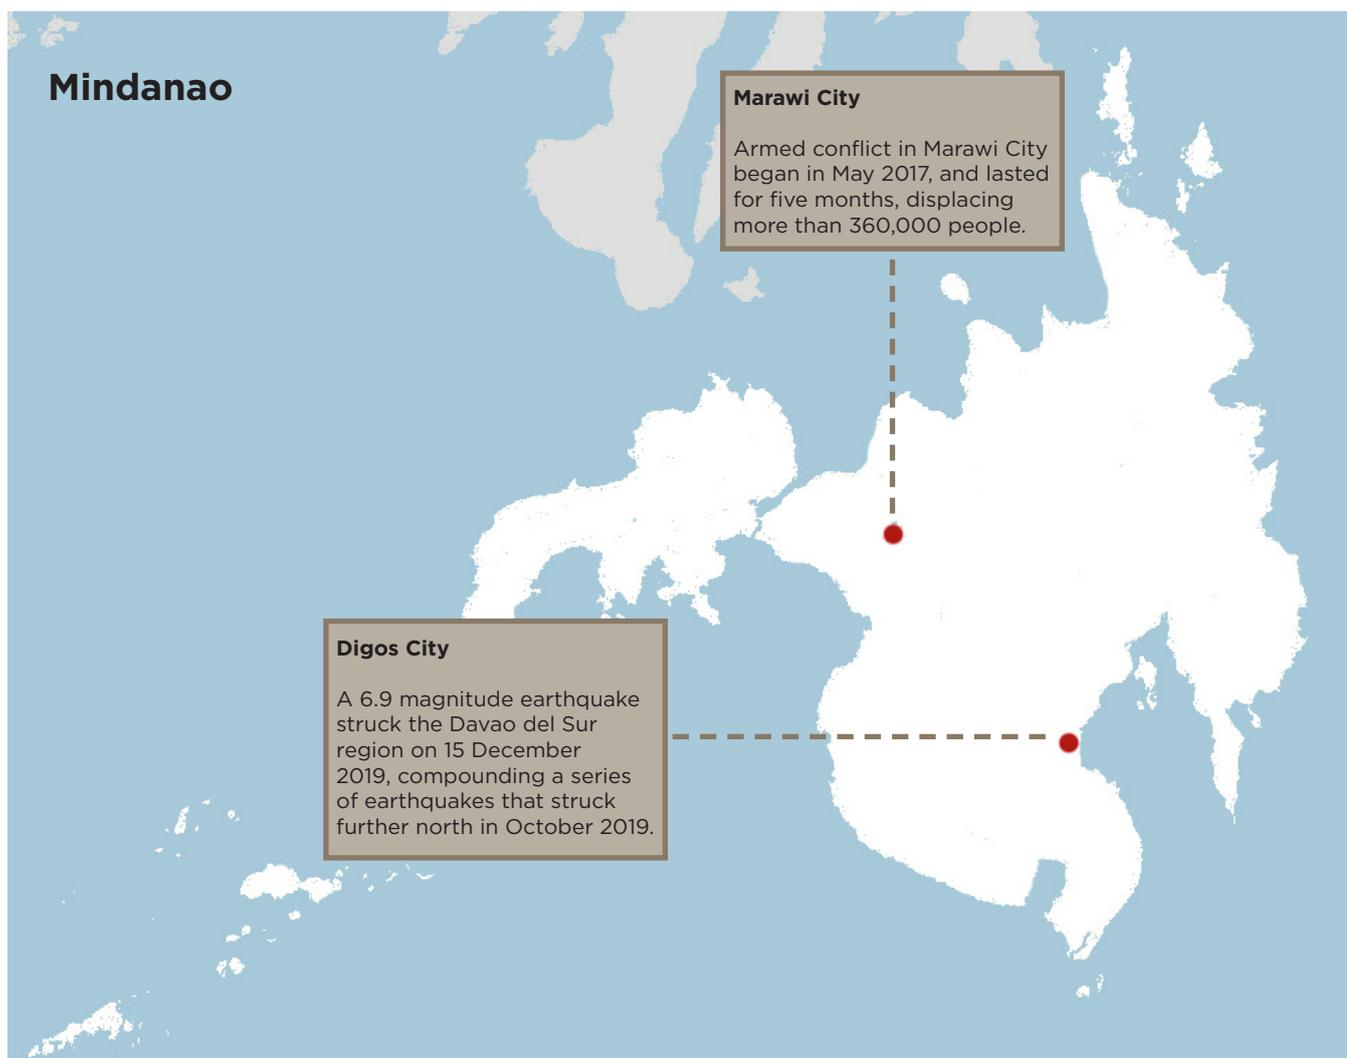 Mindanao
Marawi City
Armed conflict in Marawi City
began in May 2017, and lasted
for five months, displacing
more than 360,000 people.
Digos City
A 6.9 magnitude earthquake
struck the Davao del Sur
region on 15 December
2019, compounding a series
of earthquakes that struck
further north in October 2019.